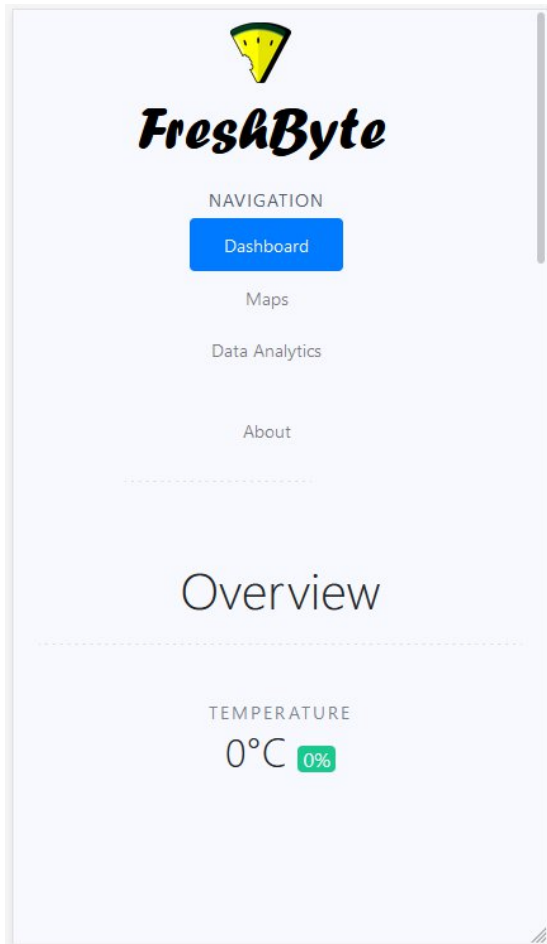 FreshByte
NAVIGATION
Dashboard
Maps
Data Analytics
About
Overview
TEMPERATURE
0°C 0%